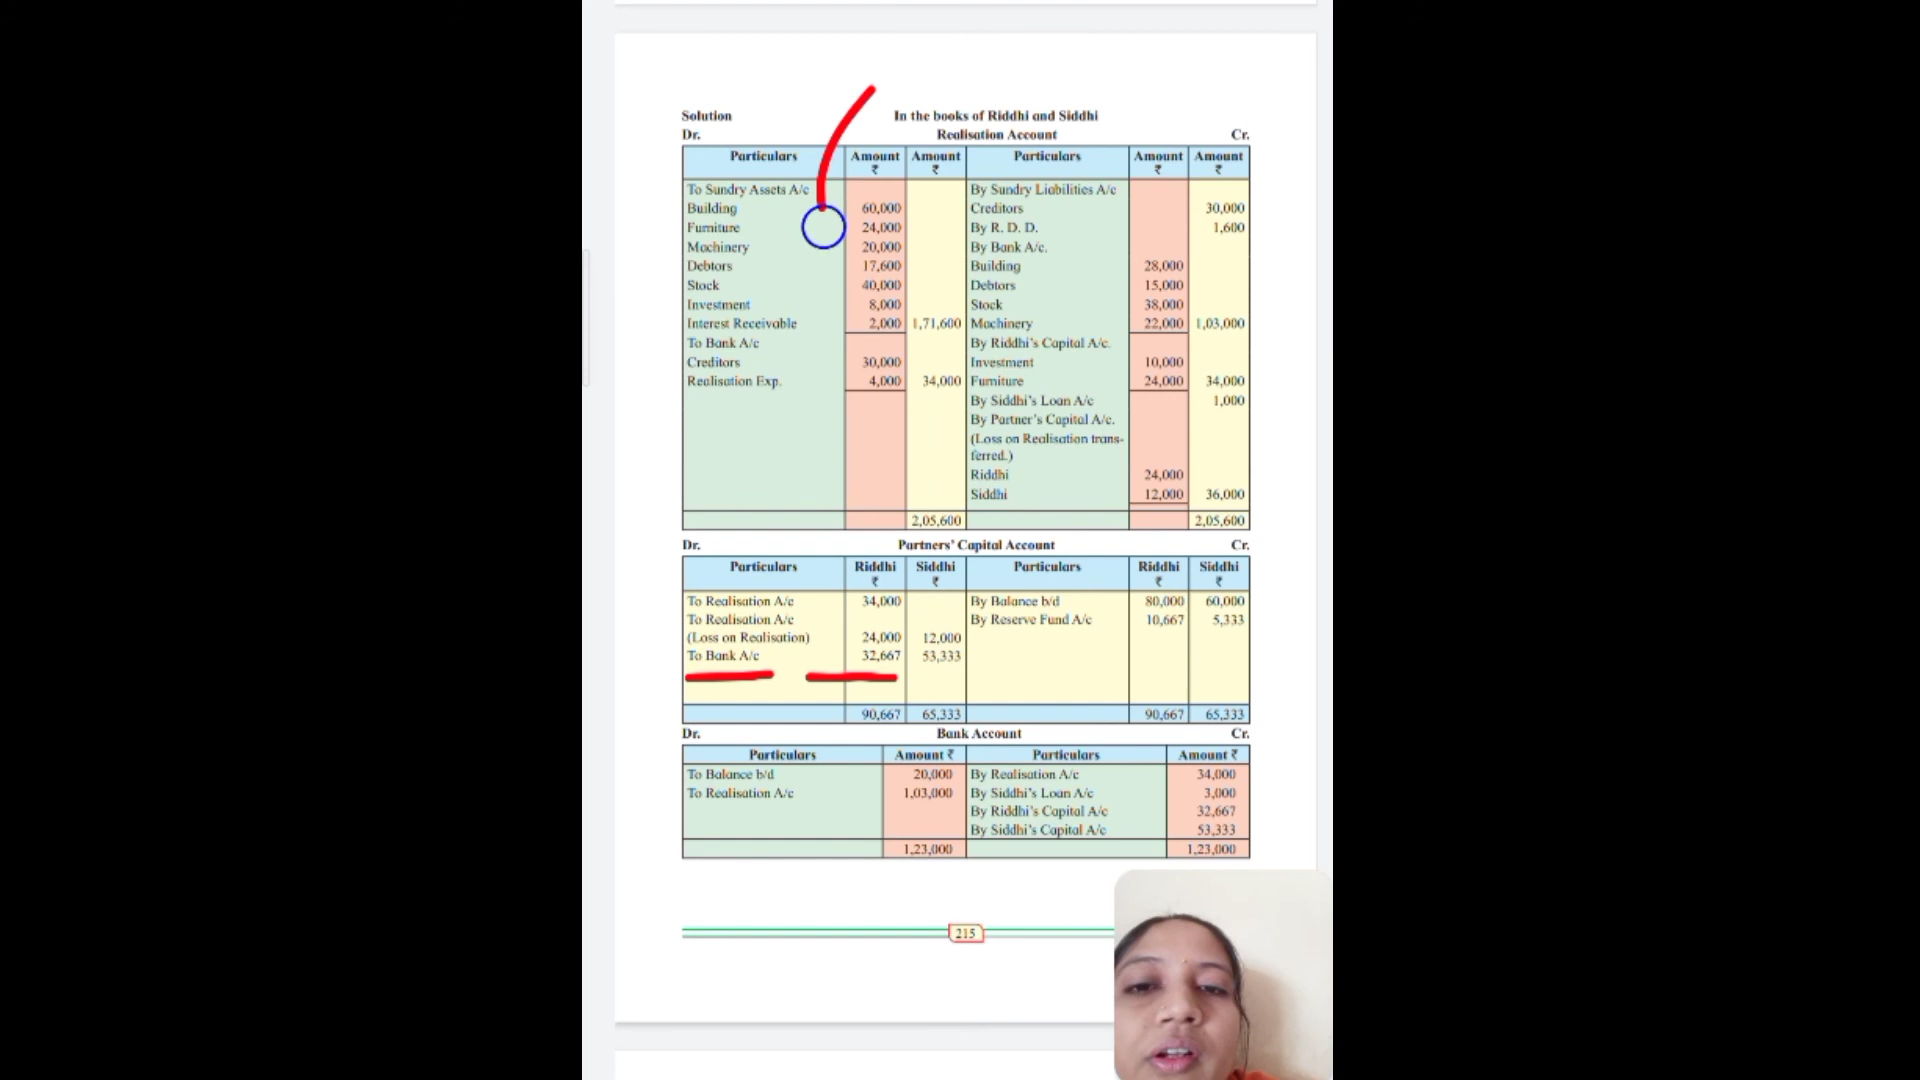 Solution In the books of Riddhi and Siddhi
Dr. Realisation Account Cr.
Particulars Amount ₹ Amount ₹ Particulars Amount ₹ Amount ₹
To Sundry Assets A/c By Sundry Liabilities A/c
Building 60,000 Creditors 30,000
Furniture 24,000 By R. D. D. 1,600
Machinery 20,000 By Bank A/c.
Debtors 17,600 Building 28,000
Stock 40,000 Debtors 15,000
Investment 8,000 Stock 38,000
Interest Receivable 2,000 1,71,600 Machinery 22,000 1,03,000
To Bank A/c By Riddhi's Capital A/c.
Creditors 30,000 Investment 10,000
Realisation Exp. 4,000 34,000 Furniture 24,000 34,000
By Siddhi's Loan A/c 1,000
By Partner's Capital A/c.
(Loss on Realisation trans-
ferred.)
Riddhi 24,000
Siddhi 12,000 36,000
2,05,600 2,05,600
Dr. Partners' Capital Account Cr.
Particulars Riddhi ₹ Siddhi ₹ Particulars Riddhi ₹ Siddhi ₹
To Realisation A/c 34,000 By Balance b/d 80,000 60,000
To Realisation A/c By Reserve Fund A/c 10,667 5,333
(Loss on Realisation) 24,000 12,000
To Bank A/c 32,667 53,333
90,667 65,333 90,667 65,333
Dr. Bank Account Cr.
Particulars Amount ₹ Particulars Amount ₹
To Balance b/d 20,000 By Realisation A/c 34,000
To Realisation A/c 1,03,000 By Siddhi's Loan A/c 3,000
By Riddhi's Capital A/c 32,667
By Siddhi's Capital A/c 53,333
1,23,000 1,23,000
215